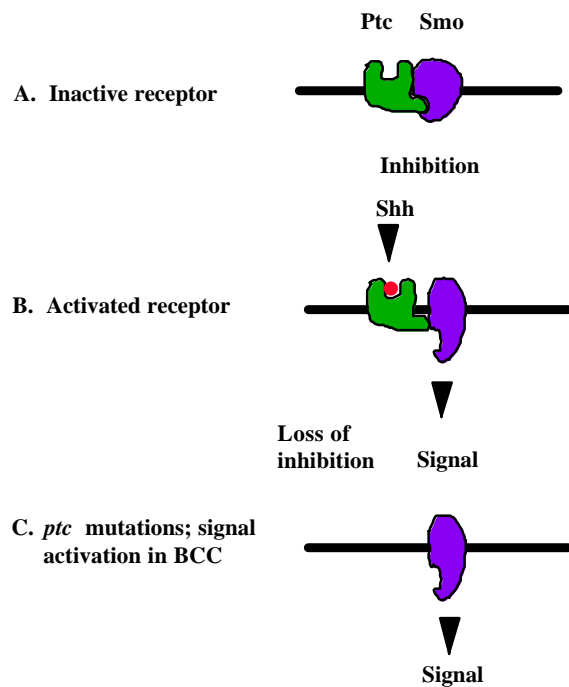 Ptc Smo
A. Inactive receptor
Inhibition
Shh
B. Activated receptor
Loss of
inhibition
Signal
C. ptc mutations; signal
activation in BCC
Signal